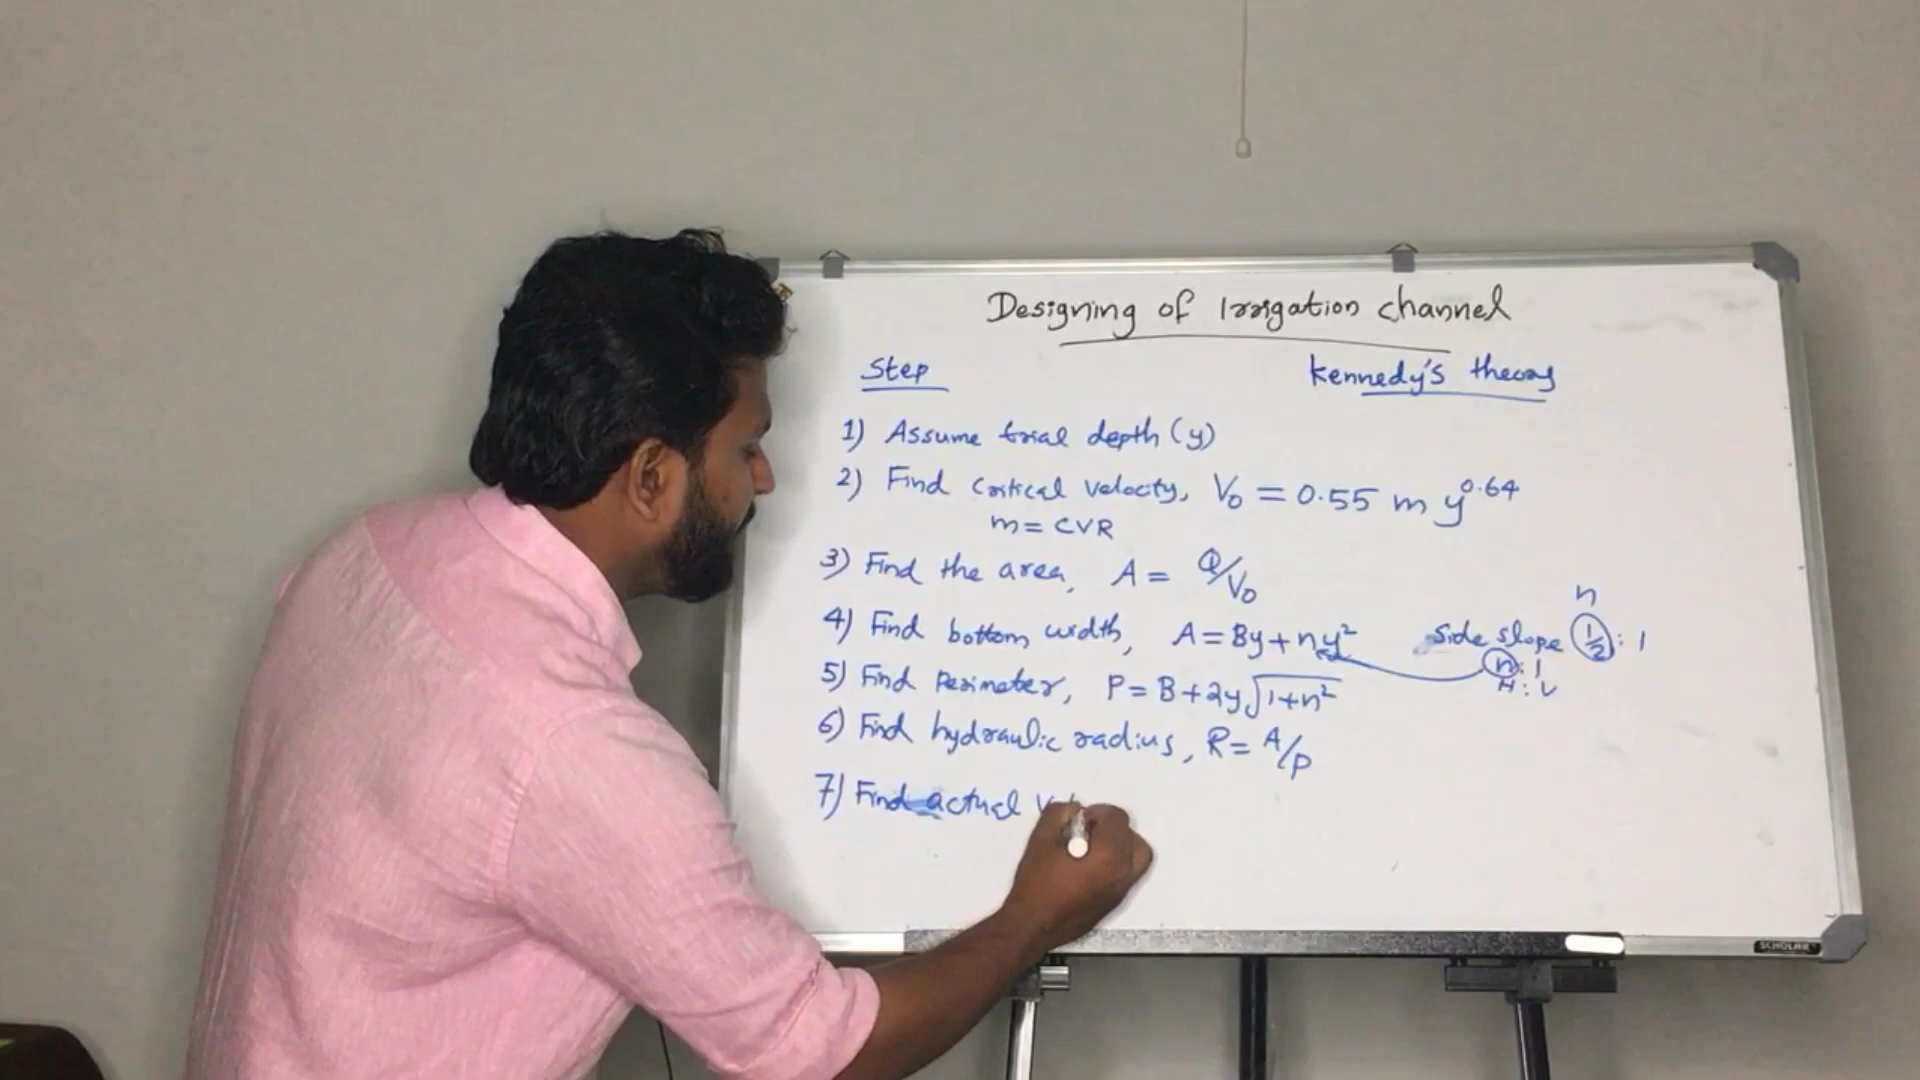 Designing of Irrigation channel
Step
Kennedy's theory
1) Assume trial depth (y)
2) Find critical velocity, V₀ = 0.55 m y^0.64
m = CVR
3) Find the area, A = Q/V₀
n
4) Find bottom width, A = By + ny² Side slope 1/2 : 1
n : 1
H : V
5) Find Perimeter, P = B + 2y√(1+n²)
6) Find hydraulic radius, R = A/P
7) Find actual
SCHOLAR